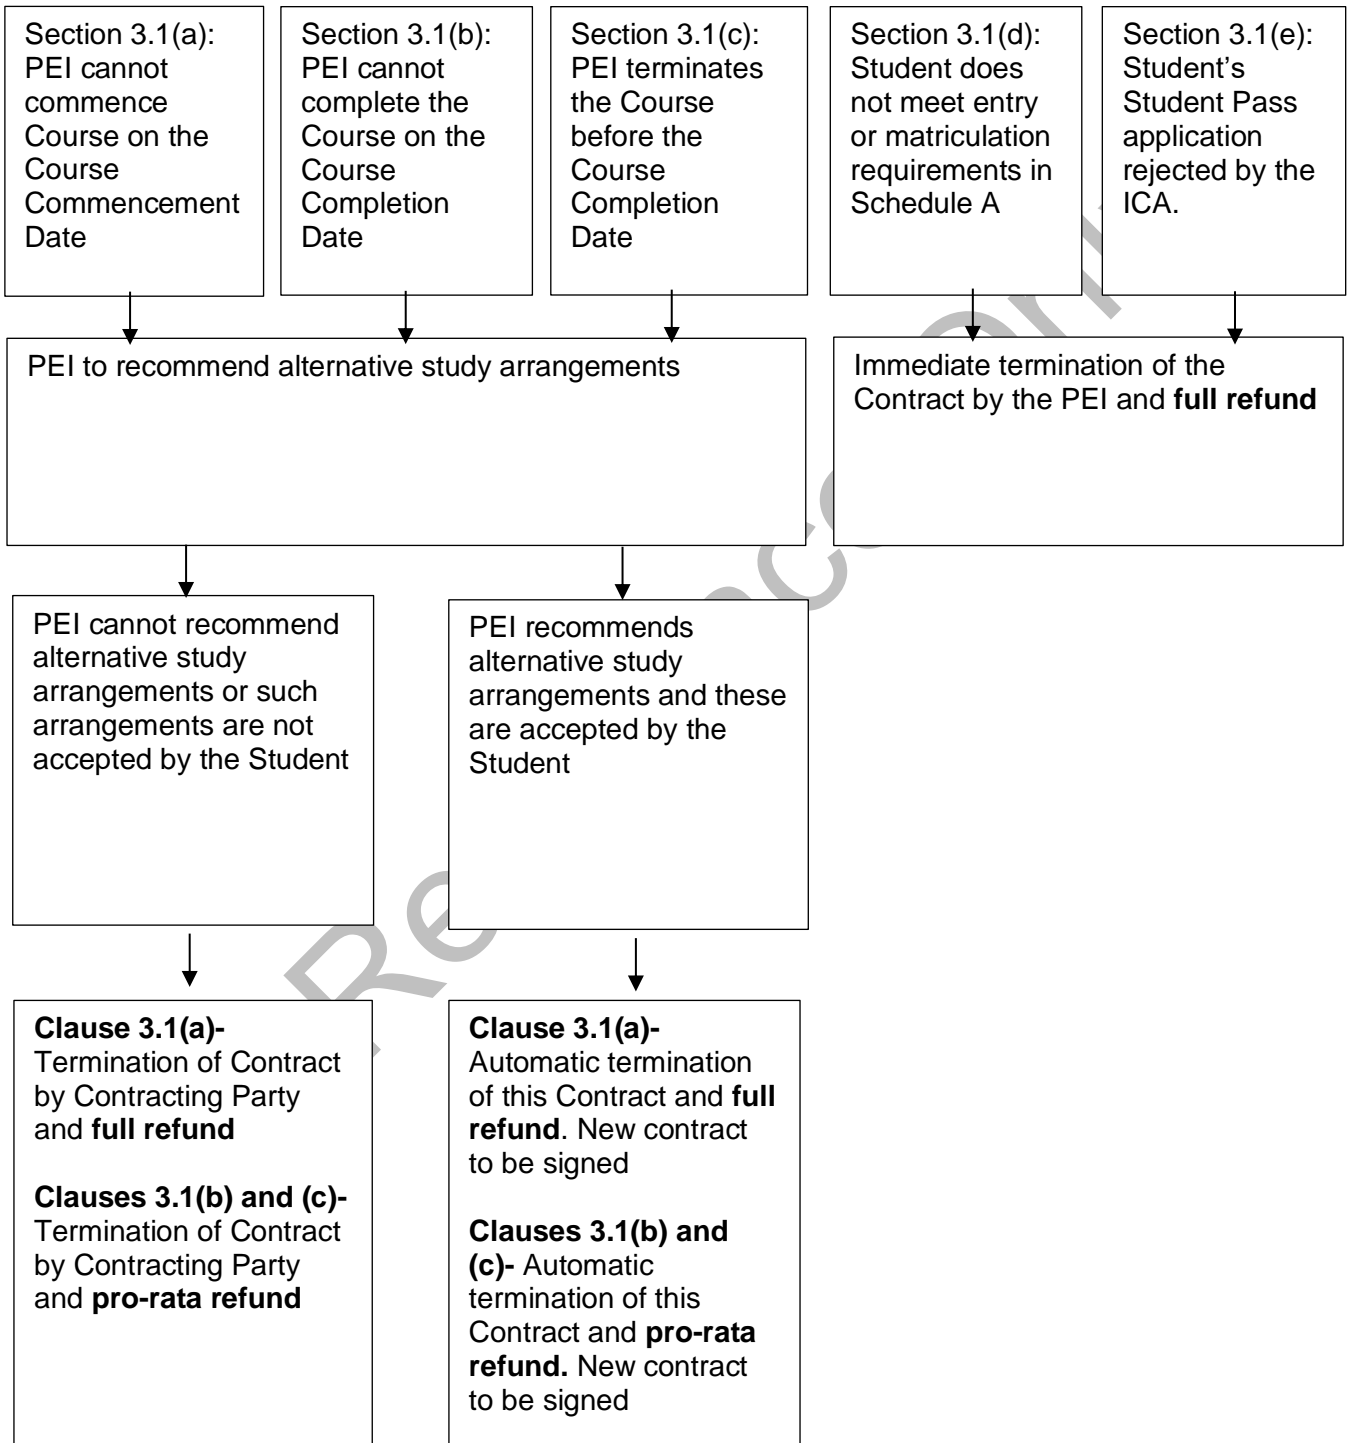 Section 3.1(a):
PEI cannot
commence
Course on the
Course
Commencement
Date
Section 3.1(b):
PEI cannot
complete the
Course on the
Course
Completion
Date
Section 3.1(c):
PEI terminates
the Course
before the
Course
Completion
Date
Section 3.1(d):
Student does
not meet entry
or matriculation
requirements in
Schedule A
Section 3.1(e):
Student’s
Student Pass
application
rejected by the
ICA.
PEI to recommend alternative study arrangements
Immediate termination of the
Contract by the PEI and full refund
PEI cannot recommend
alternative study
arrangements or such
arrangements are not
accepted by the Student
PEI recommends
alternative study
arrangements and these
are accepted by the
Student
Clause 3.1(a)-
Termination of Contract
by Contracting Party
and full refund
Clauses 3.1(b) and (c)-
Termination of Contract
by Contracting Party
and pro-rata refund
Clause 3.1(a)-
Automatic termination
of this Contract and full
refund. New contract
to be signed
Clauses 3.1(b) and
(c)- Automatic
termination of this
Contract and pro-rata
refund. New contract
to be signed